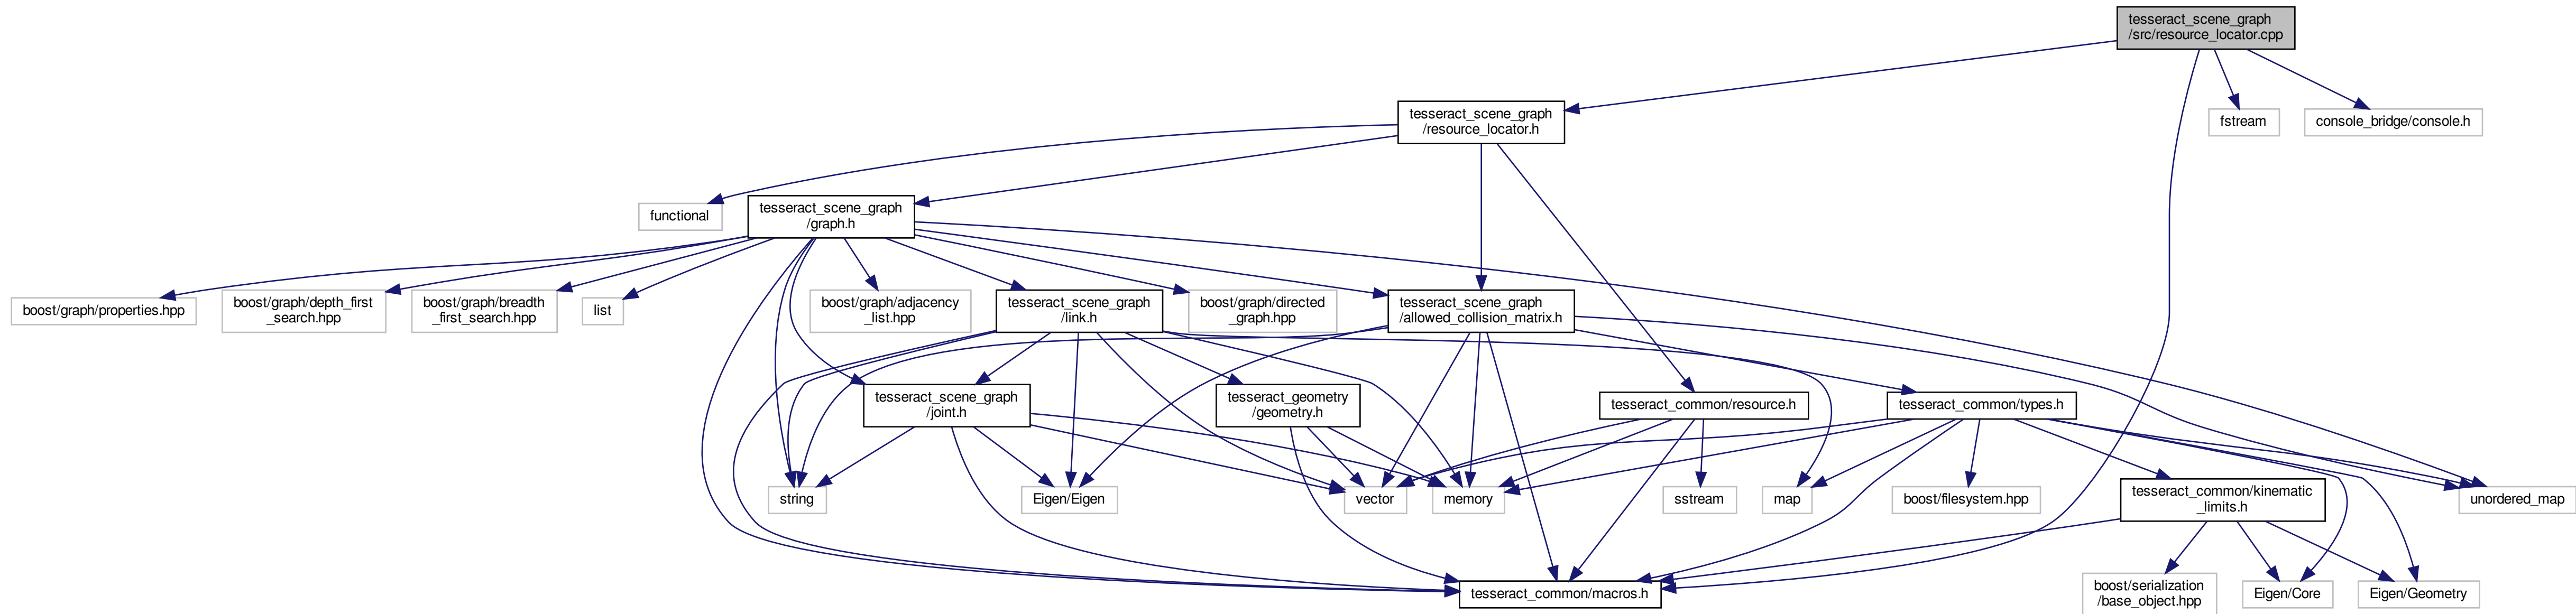 tesseract_scene_graph
/src/resource_locator.cpp
tesseract_scene_graph
/resource_locator.h
fstream
console_bridge/console.h
functional
tesseract_scene_graph
/graph.h
boost/graph/properties.hpp
boost/graph/depth_first
_search.hpp
boost/graph/breadth
_first_search.hpp
list
boost/graph/adjacency
_list.hpp
tesseract_scene_graph
/link.h
boost/graph/directed
_graph.hpp
tesseract_scene_graph
/allowed_collision_matrix.h
tesseract_scene_graph
/joint.h
tesseract_geometry
/geometry.h
tesseract_common/resource.h
tesseract_common/types.h
string
Eigen/Eigen
vector
memory
sstream
map
boost/filesystem.hpp
tesseract_common/kinematic
_limits.h
unordered_map
tesseract_common/macros.h
boost/serialization
/base_object.hpp
Eigen/Core
Eigen/Geometry